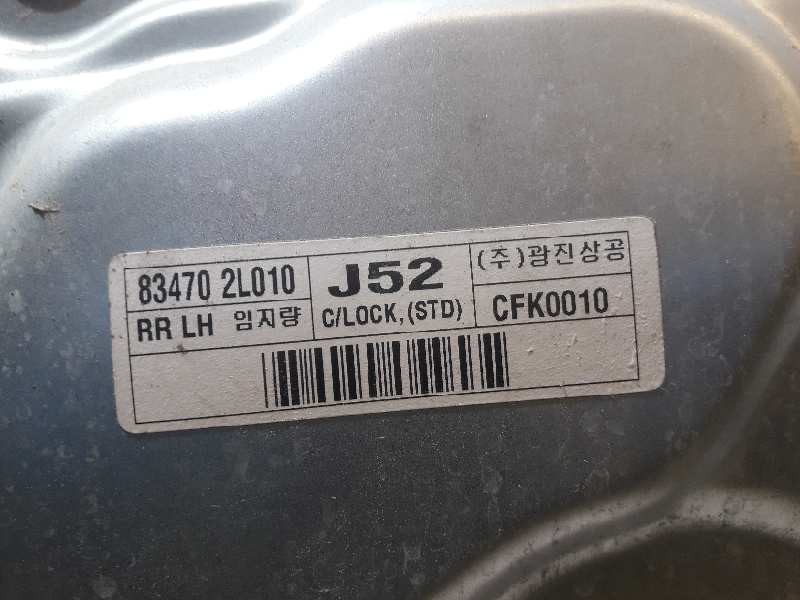 83470 2L010
RR LH 임지량
J52
C/LOCK,(STD)
(주)광진상공
CFK0010